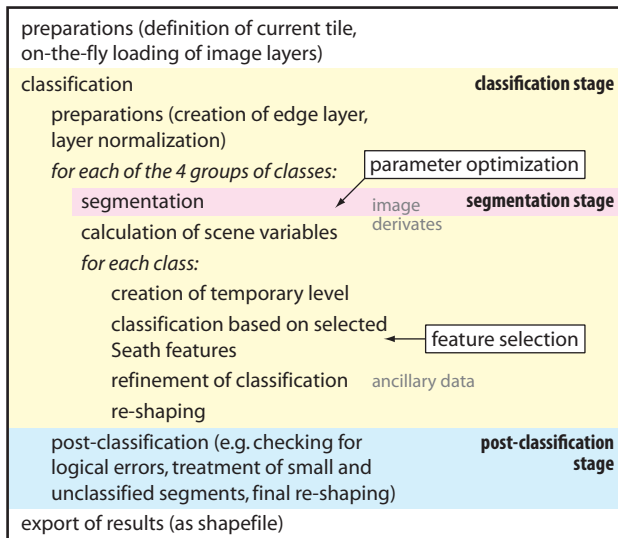 preparations (definition of current tile,
on-the-fly loading of image layers)
classification
classification stage
preparations (creation of edge layer,
layer normalization)
for each of the 4 groups of classes:
parameter optimization
segmentation
image
derivates
segmentation stage
calculation of scene variables
for each class:
creation of temporary level
classification based on selected
Seath features
feature selection
refinement of classification
ancillary data
re-shaping
post-classification (e.g. checking for
logical errors, treatment of small and
unclassified segments, final re-shaping)
post-classification
stage
export of results (as shapefile)